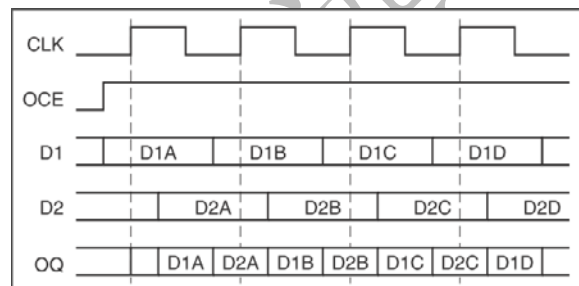 CLK
OCE
D1 D1A D1B D1C D1D
D2 D2A D2B D2C D2D
OQ D1A D2A D1B D2B D1C D2C D1D